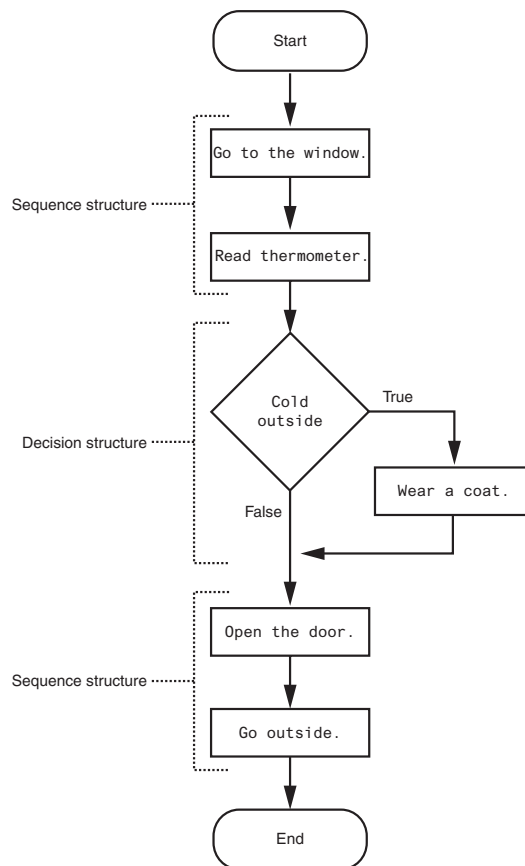 Start
Go to the window.
Sequence structure
Read thermometer.
Cold
outside
True
Decision structure
Wear a coat.
False
Open the door.
Sequence structure
Go outside.
End